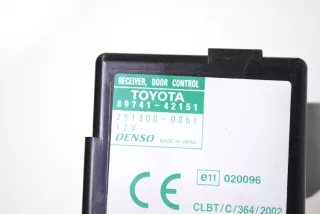 RECEIVER, DOOR CONTROL
TOYOTA
89741-42151
251300-0061
12V
DENSO MADE IN JAPAN
CE
e11 020096
CLBT/C/364/2002